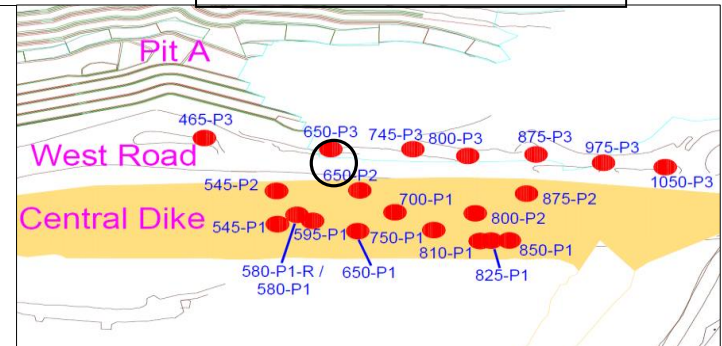 Pit A
465-P3
650-P3
745-P3
800-P3
875-P3
975-P3
1050-P3
West Road
545-P2
650-P2
700-P1
875-P2
Central Dike
545-P1
595-P1
750-P1
800-P2
810-P1
850-P1
580-P1-R /
580-P1
650-P1
825-P1